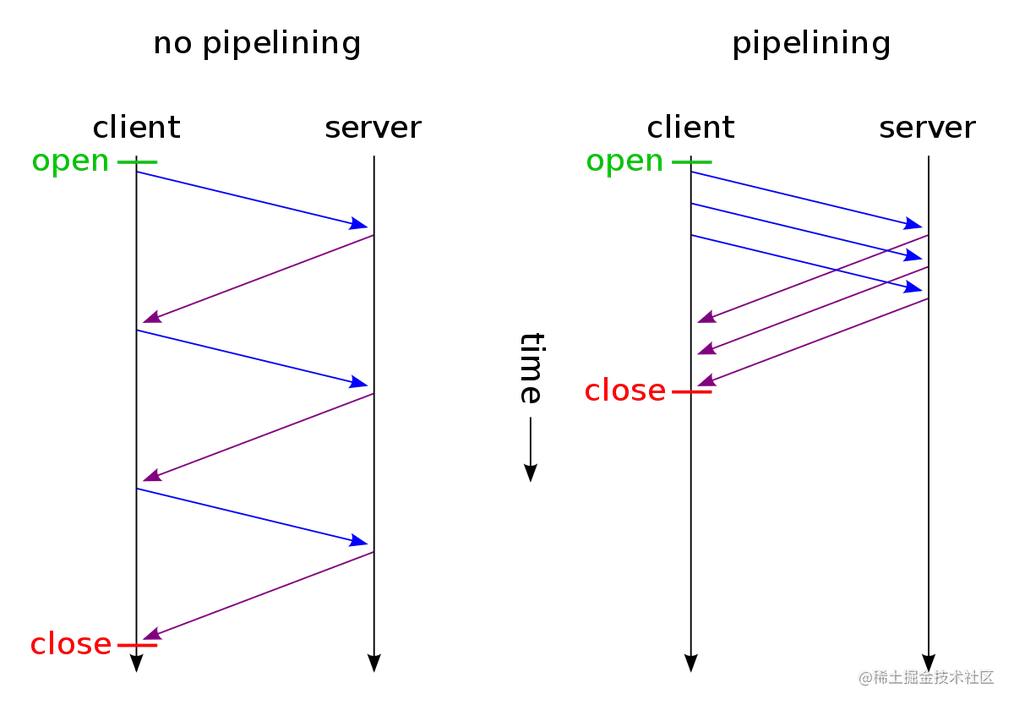 no pipelining
pipelining
client
server
client
server
open
open
time
close
close
@稀土掘金技术社区